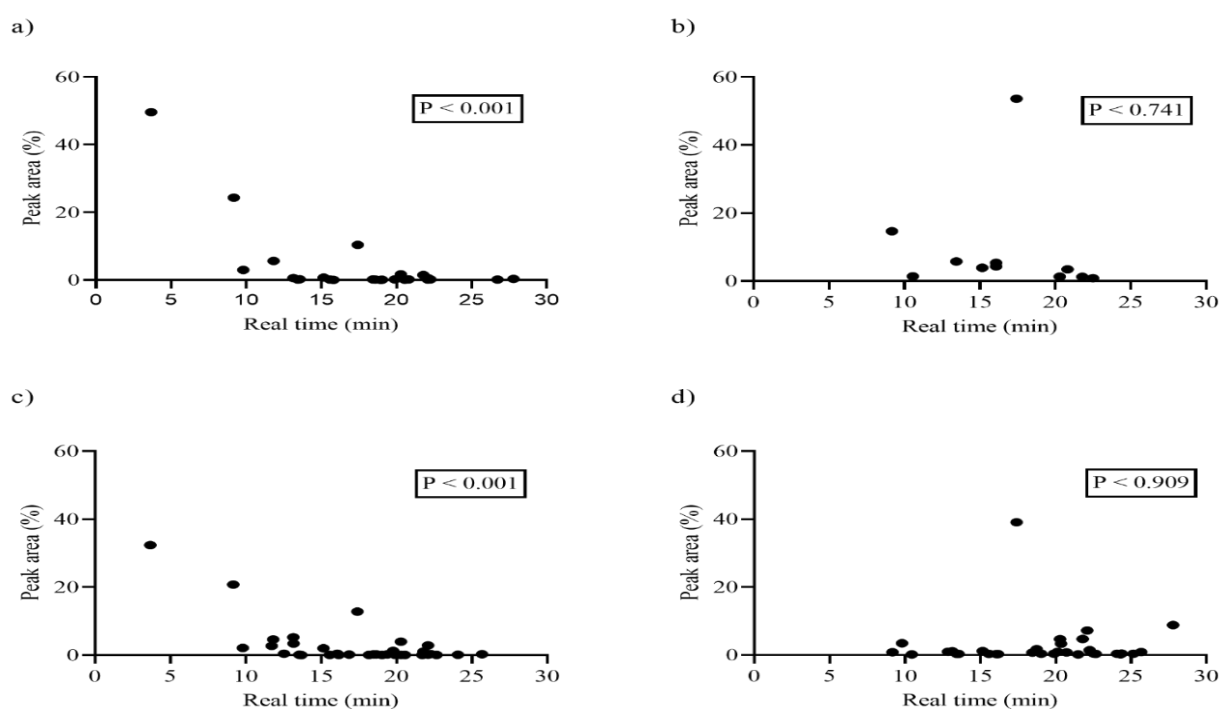 a)
60
40
20
0
Peak area (%)
P < 0.001
0 5 10 15 20 25 30
Real time (min)
b)
60
40
20
0
Peak area (%)
P < 0.741
0 5 10 15 20 25 30
Real time (min)
c)
60
40
20
0
Peak area (%)
P < 0.001
0 5 10 15 20 25 30
Real time (min)
d)
60
40
20
0
Peak area (%)
P < 0.909
0 5 10 15 20 25 30
Real time (min)